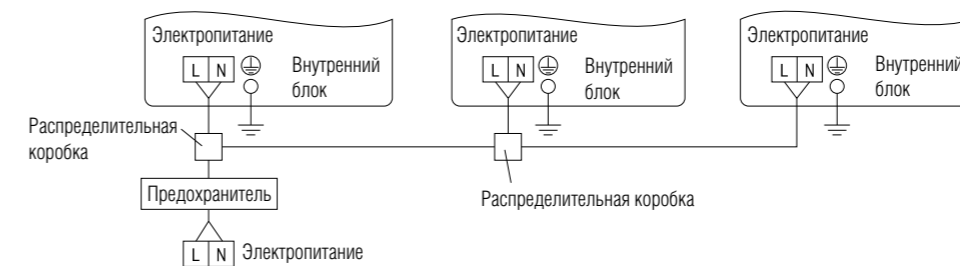 Электропитание
L N
Внутренний
блок
Электропитание
L N
Внутренний
блок
Электропитание
L N
Внутренний
блок
Распределительная
коробка
Распределительная коробка
Предохранитель
L N Электропитание